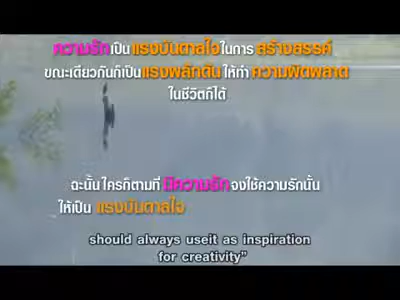 ความรักเป็นแรงบันดาลใจในการ สร้างสรรค์
ขณะเดียวกันก็เป็นแรงผลักดัน ให้ทำ ความผิดพลาด
ในชีวิตก็ได้
ฉะนั้น ใครก็ตามที่ มีความรัก จงใช้ความรักนั้น
ให้เป็น แรงบันดาลใจ
should always useit as inspiration
for creativity"